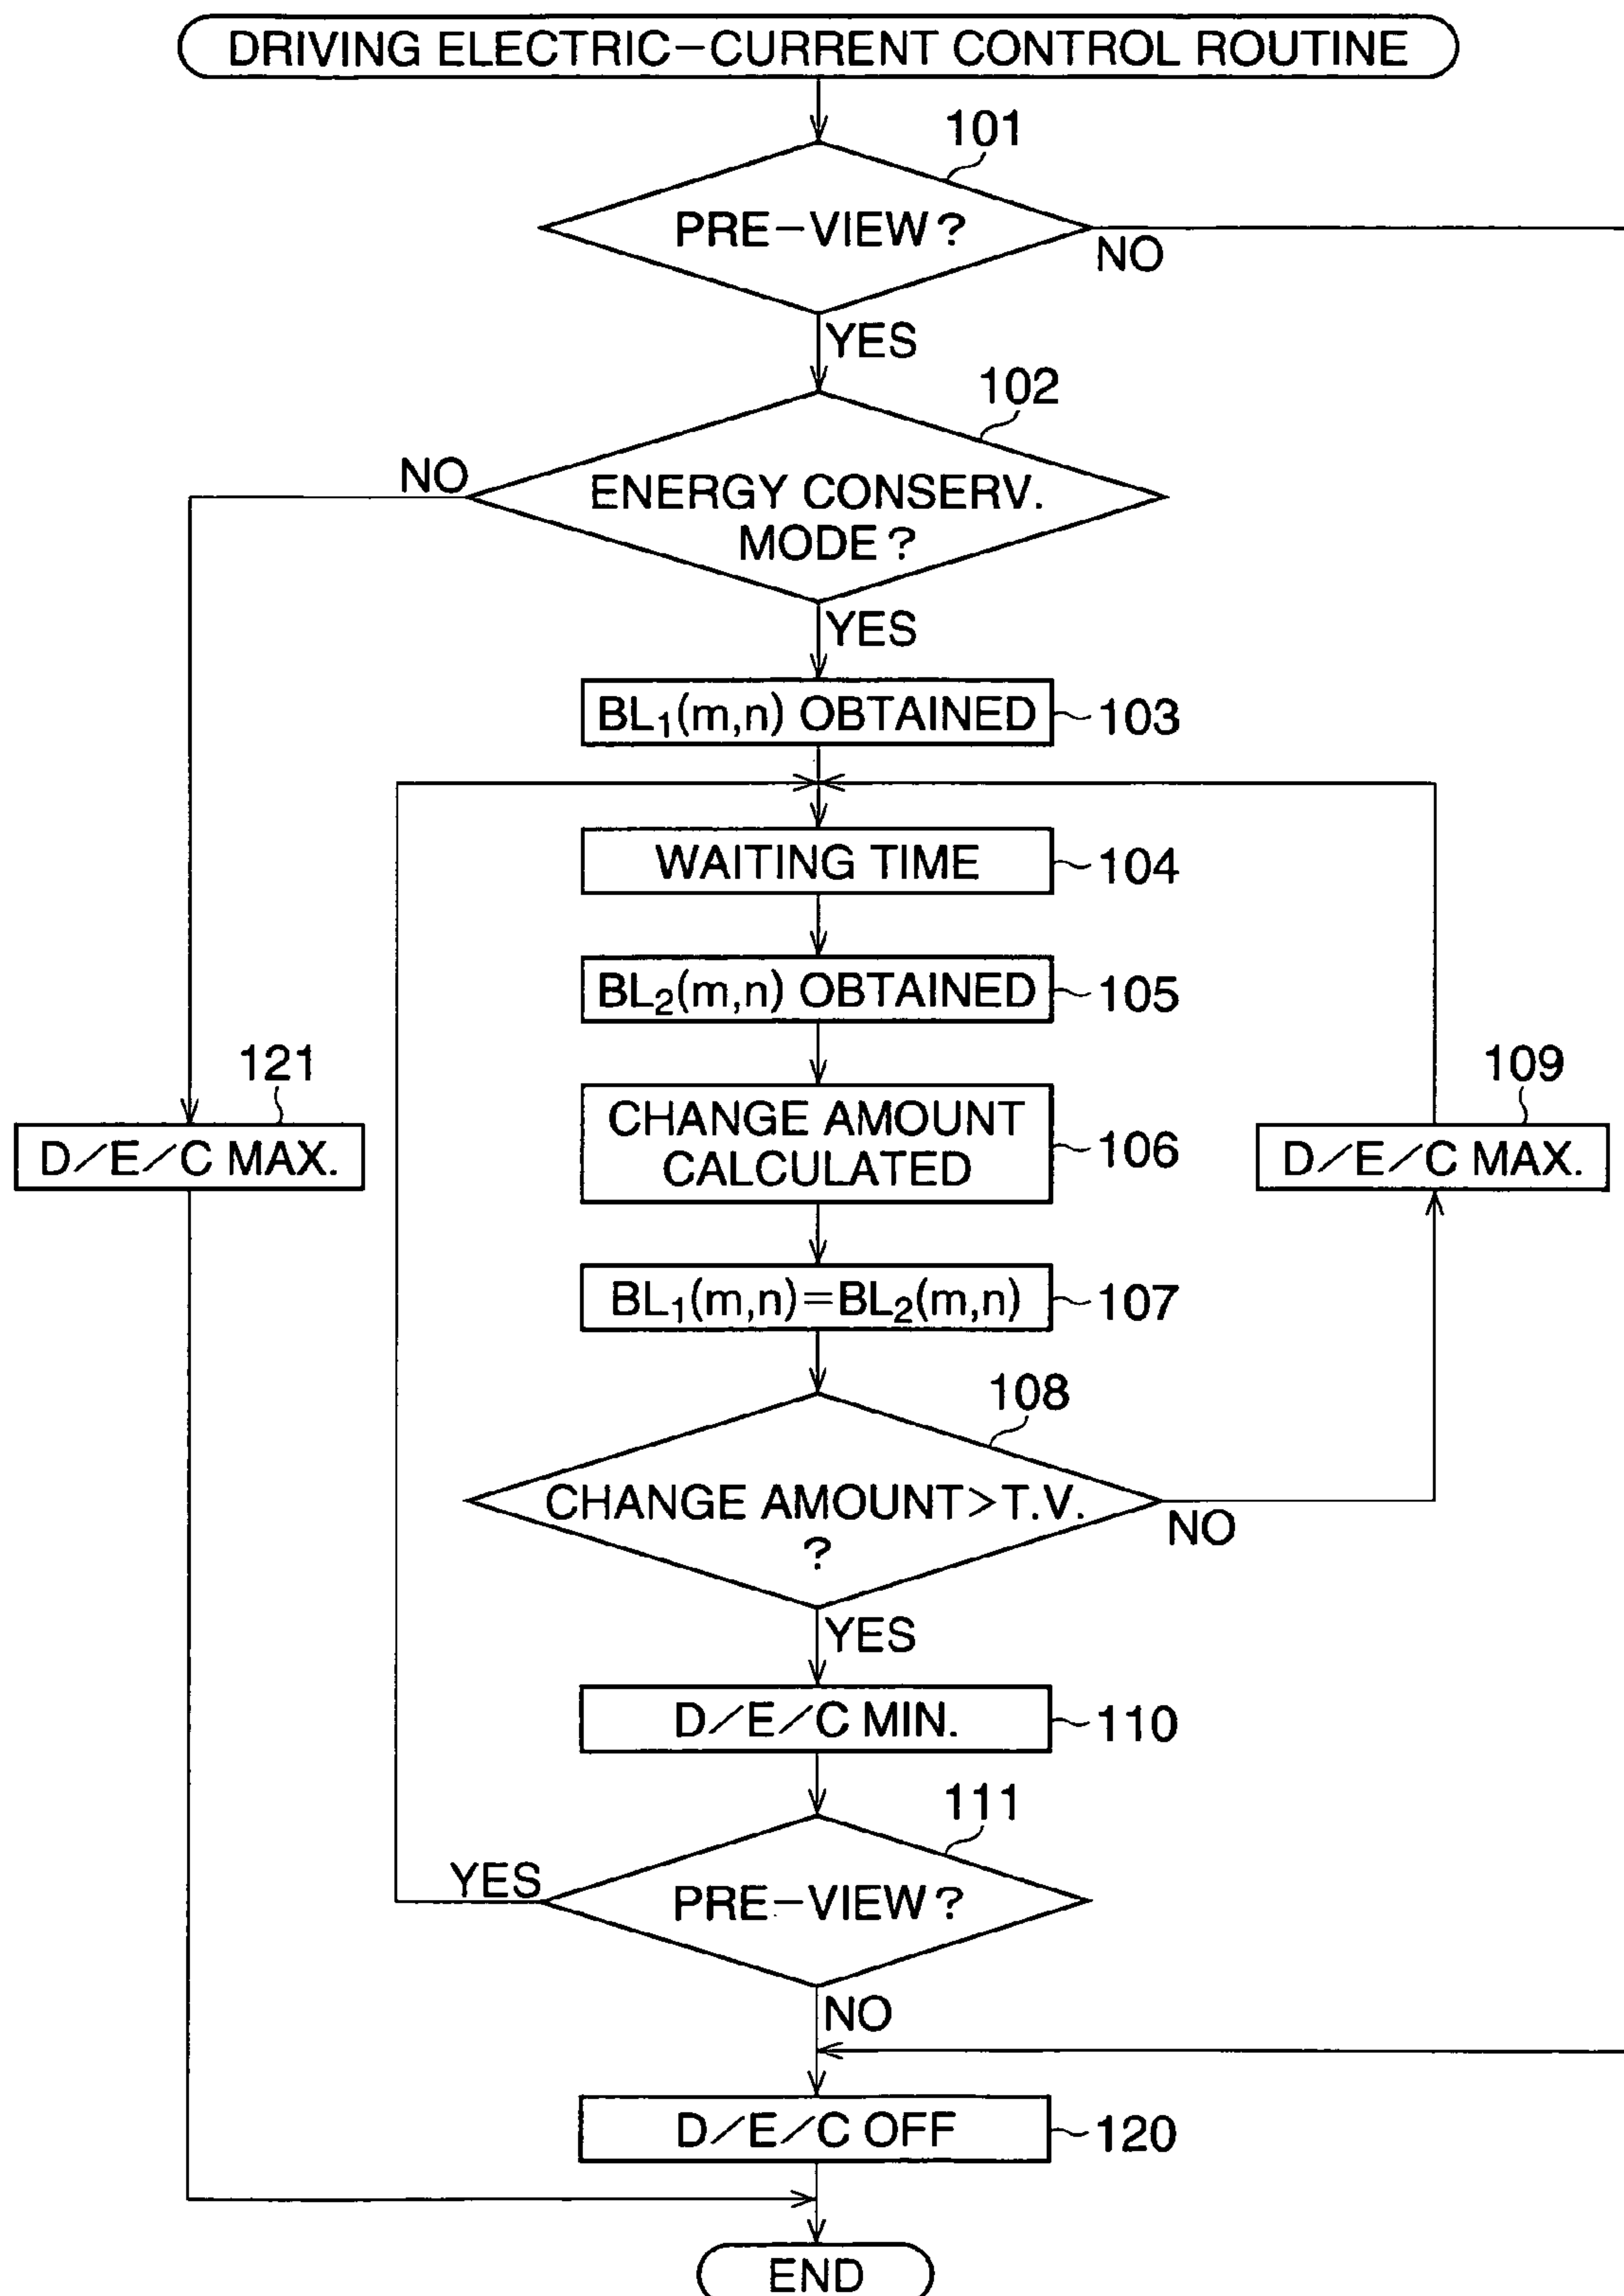 DRIVING ELECTRIC-CURRENT CONTROL ROUTINE
101
PRE-VIEW?
NO
YES
102
NO
ENERGY CONSERV.
MODE?
YES
BL₁(m,n) OBTAINED
103
WAITING TIME
104
BL₂(m,n) OBTAINED
105
121
109
D/E/C MAX.
CHANGE AMOUNT
CALCULATED
106
D/E/C MAX.
BL₁(m,n)=BL₂(m,n)
107
108
CHANGE AMOUNT>T.V.
?
NO
YES
D/E/C MIN.
110
111
YES
PRE-VIEW?
NO
D/E/C OFF
120
END